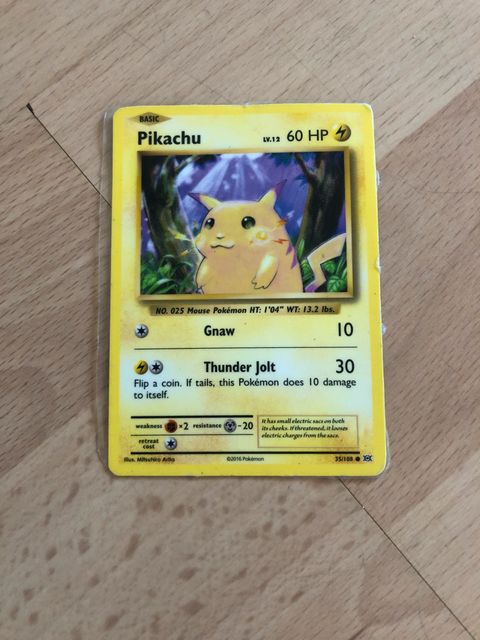 BASIC
Pikachu LV.12 60 HP
NO. 025 Mouse Pokémon HT: 1'04" WT: 13.2 lbs.
Gnaw 10
Thunder Jolt 30
Flip a coin. If tails, this Pokémon does 10 damage
to itself.
weakness ×2 resistance -20
retreat
cost
It has small electric sacs on both
its cheeks. If threatened, it looses
electric charges from the sacs.
Illus. Mitsuhiro Arita ©2016 Pokémon 35/108